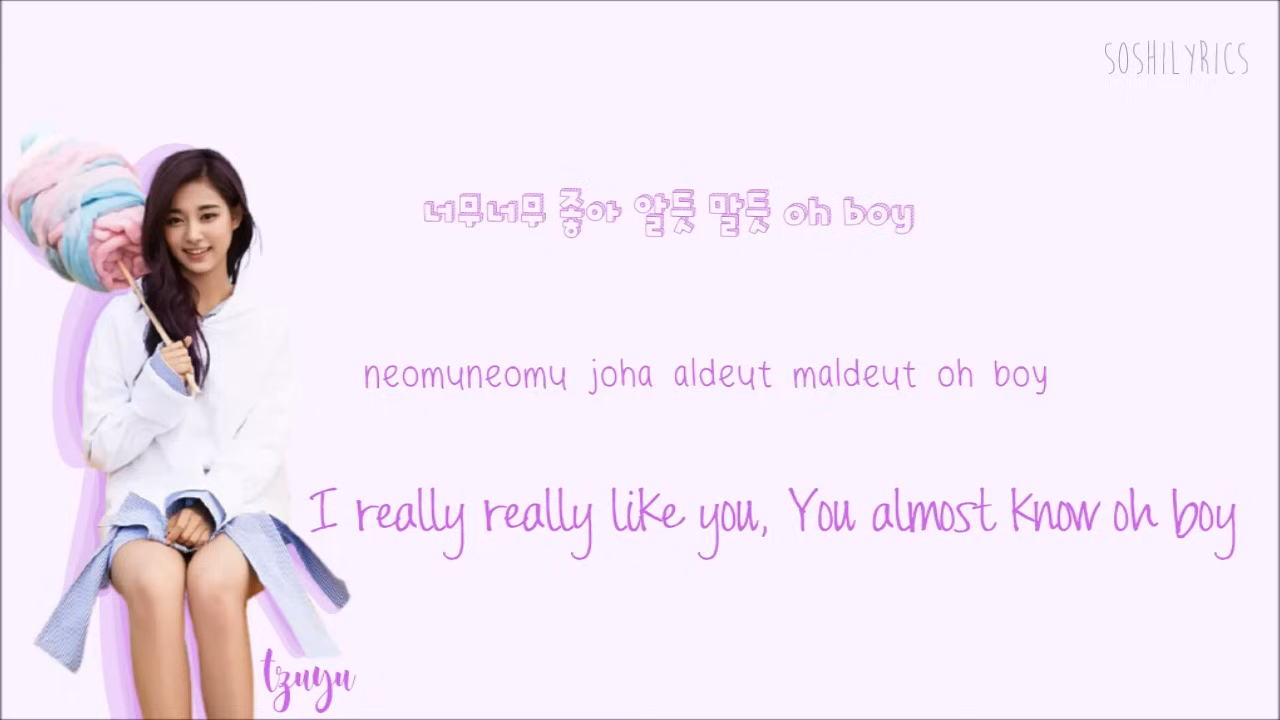 SOSHILYRICS
너무너무 좋아 알듯 말듯 oh boy
neomuneomu joha aldeut maldeut oh boy
I really really like you, You almost know oh boy
tzuyu